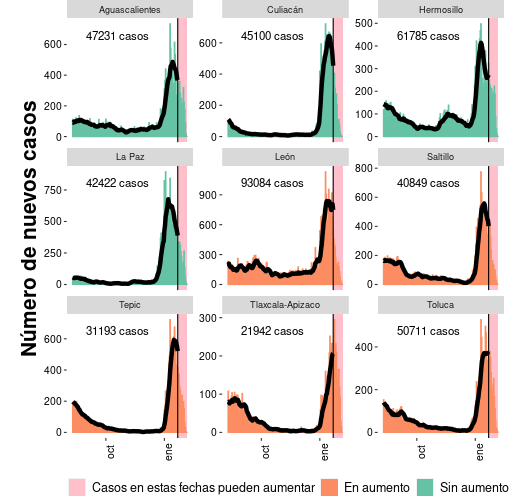 Número de nuevos casos
Aguascalientes
47231 casos
600
400
200
0
Culiacán
45100 casos
600
400
200
0
Hermosillo
61785 casos
500
400
300
200
100
0
La Paz
42422 casos
750
500
250
0
León
93084 casos
900
600
300
0
Saltillo
40849 casos
800
600
400
200
0
Tepic
31193 casos
600
400
200
0
oct
ene
Tlaxcala-Apizaco
21942 casos
300
200
100
0
oct
ene
Toluca
50711 casos
400
200
0
oct
ene
Casos en estas fechas pueden aumentar
En aumento
Sin aumento